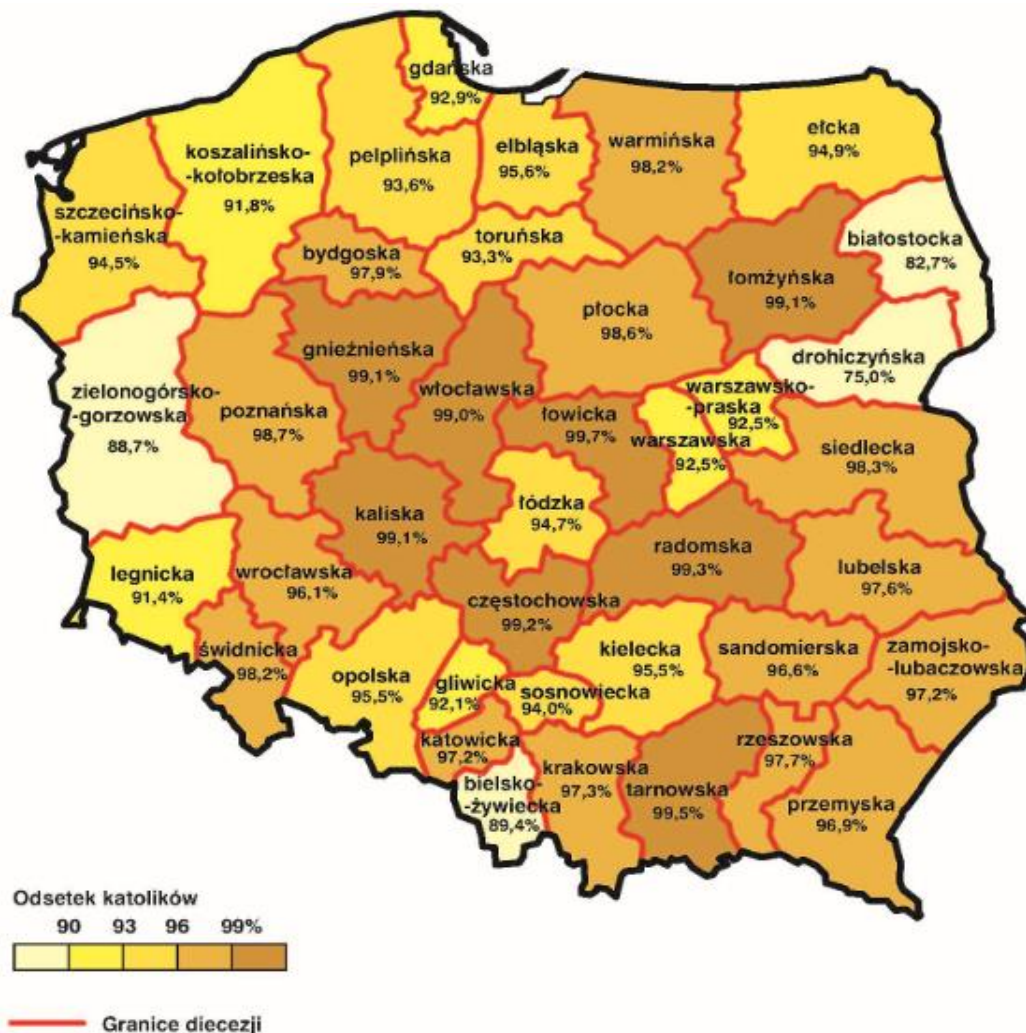 gdańska
92,9%
koszalińsko-
-kołobrzeska
91,8%
pelplińska
93,6%
elbląska
95,6%
warmińska
98,2%
ełcka
94,9%
szczecińsko-
-kamieńska
94,5%
bydgoska
97,9%
toruńska
93,3%
białostocka
82,7%
łomżyńska
99,1%
płocka
98,6%
gnieźnieńska
99,1%
włocławska
99,0%
drohiczyńska
75,0%
zielonogórsko-
-gorzowska
88,7%
poznańska
98,7%
łowicka
99,7%
warszawsko-
-praska
92,5%
warszawska
92,5%
siedlecka
98,3%
kaliska
99,1%
łódzka
94,7%
radomska
99,3%
lubelska
97,6%
legnicka
91,4%
wrocławska
96,1%
częstochowska
99,2%
świdnicka
98,2%
opolska
95,5%
gliwicka
92,1%
sosnowiecka
94,0%
kielecka
95,5%
sandomierska
96,6%
zamojsko-
-lubaczowska
97,2%
katowicka
97,2%
bielsko-
-żywiecka
89,4%
krakowska
97,3%
tarnowska
99,5%
rzeszowska
97,7%
przemyska
96,9%
Odsetek katolików
90 93 96 99%
Granice diecezji